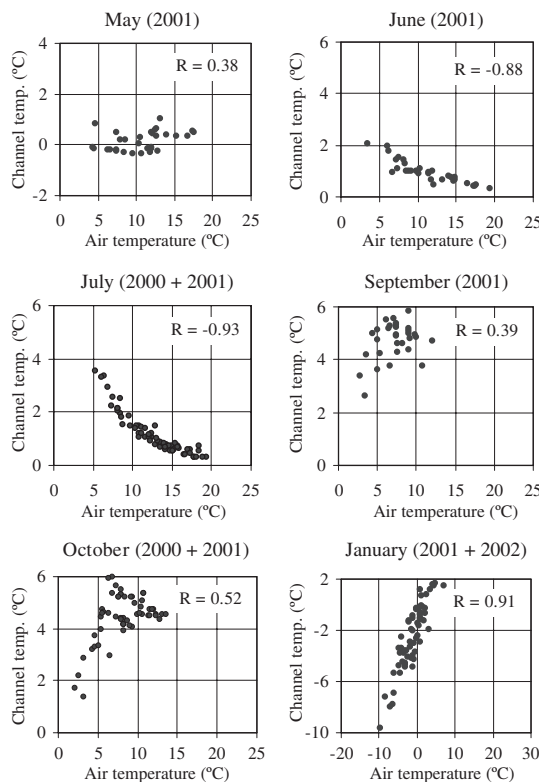 May (2001)
Channel temp. (ºC)
4
2
0
-2
R = 0.38
0 5 10 15 20 25
Air temperature (ºC)
June (2001)
Channel temp. (ºC)
6
4
2
0
R = -0.88
0 5 10 15 20 25
Air temperature (ºC)
July (2000 + 2001)
Channel temp. (ºC)
6
4
2
0
R = -0.93
0 5 10 15 20 25
Air temperature (ºC)
September (2001)
Channel temp. (ºC)
6
4
2
0
R = 0.39
0 5 10 15 20 25
Air temperature (ºC)
October (2000 + 2001)
Channel temp. (ºC)
6
4
2
0
R = 0.52
0 5 10 15 20 25
Air temperature (ºC)
January (2001 + 2002)
Channel temp. (ºC)
2
-2
-6
-10
R = 0.91
-20 -10 0 10 20 30
Air temperature (ºC)